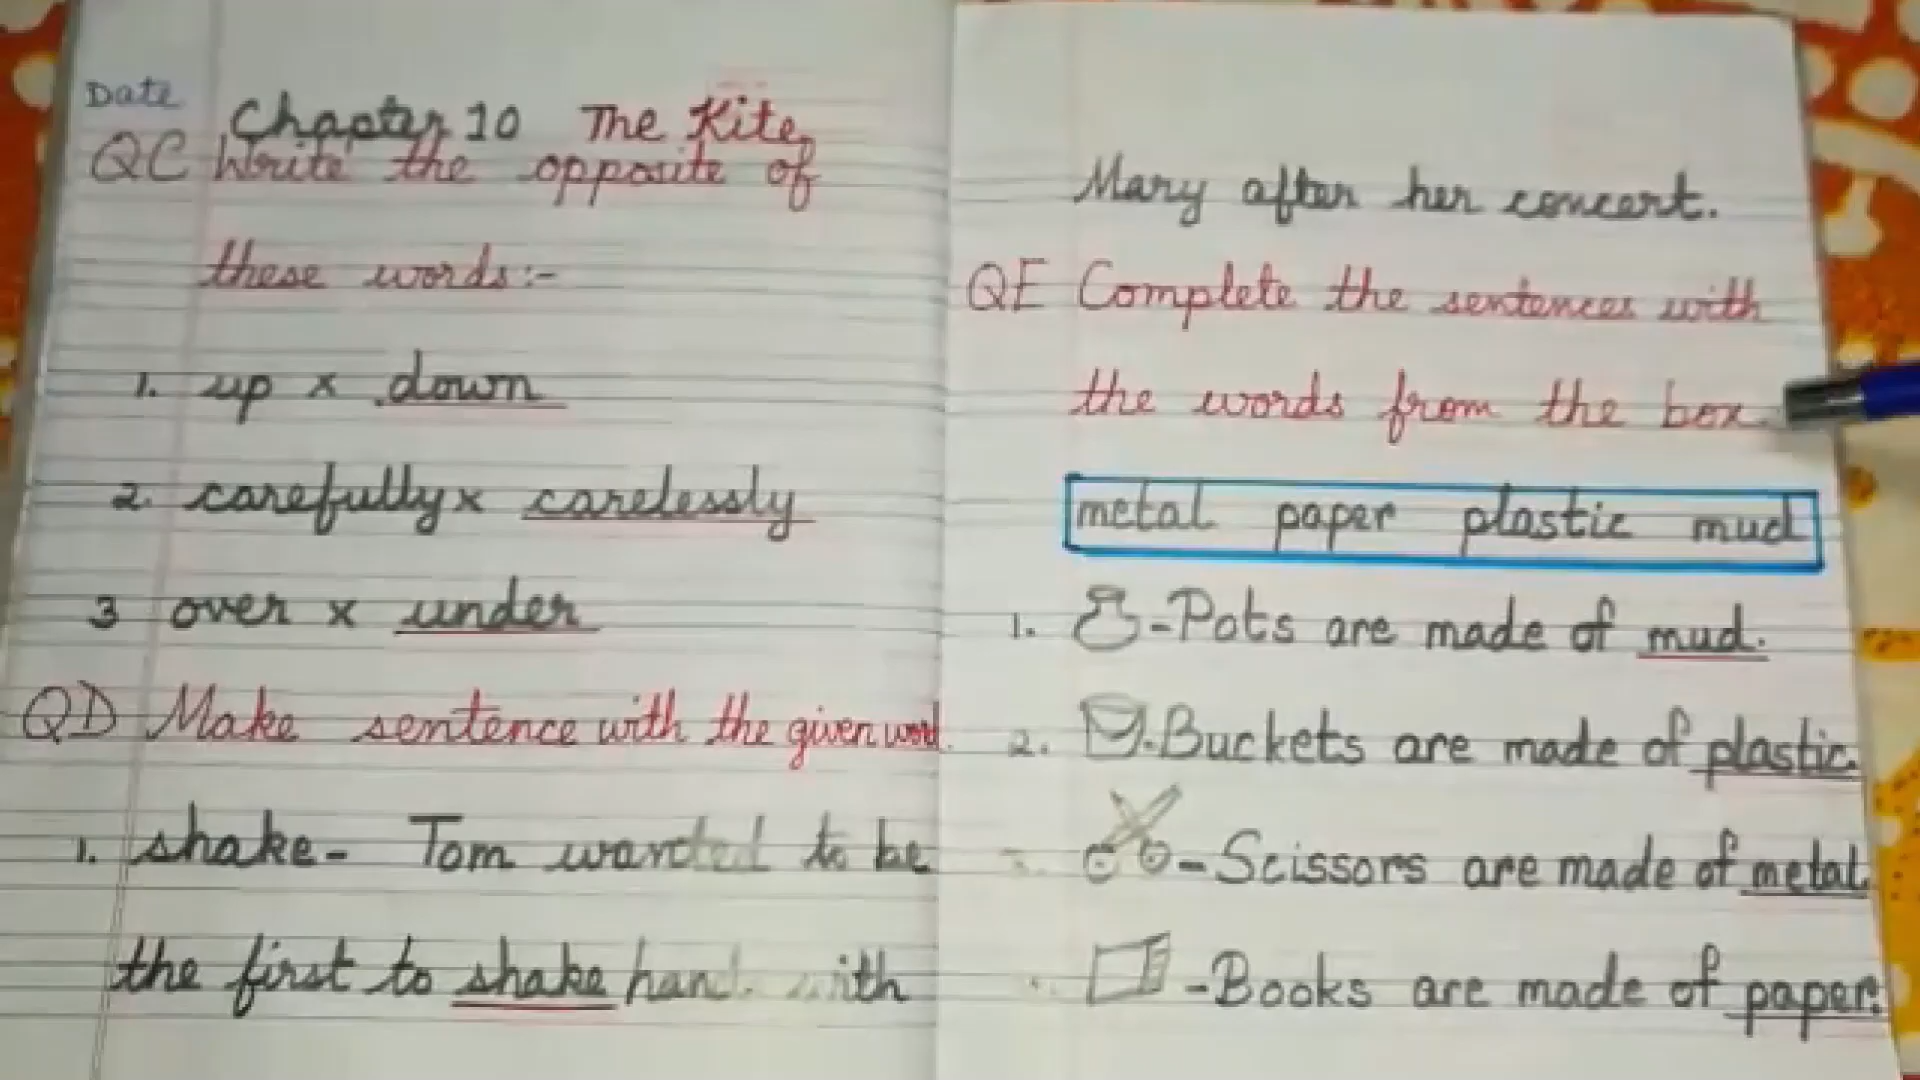 Date
Chapter 10 The Kite
QC Write the opposite of
these words:-
1. up x down
2. carefully x carelessly
3 over x under
QD Make sentence with the given word.
1. shake - Tom wanted to be
the first to shake hand with
Mary after her concert.
QE Complete the sentences with
the words from the box.
metal paper plastic mud
1. - Pots are made of mud.
2. - Buckets are made of plastic.
- Scissors are made of metal.
- Books are made of paper.